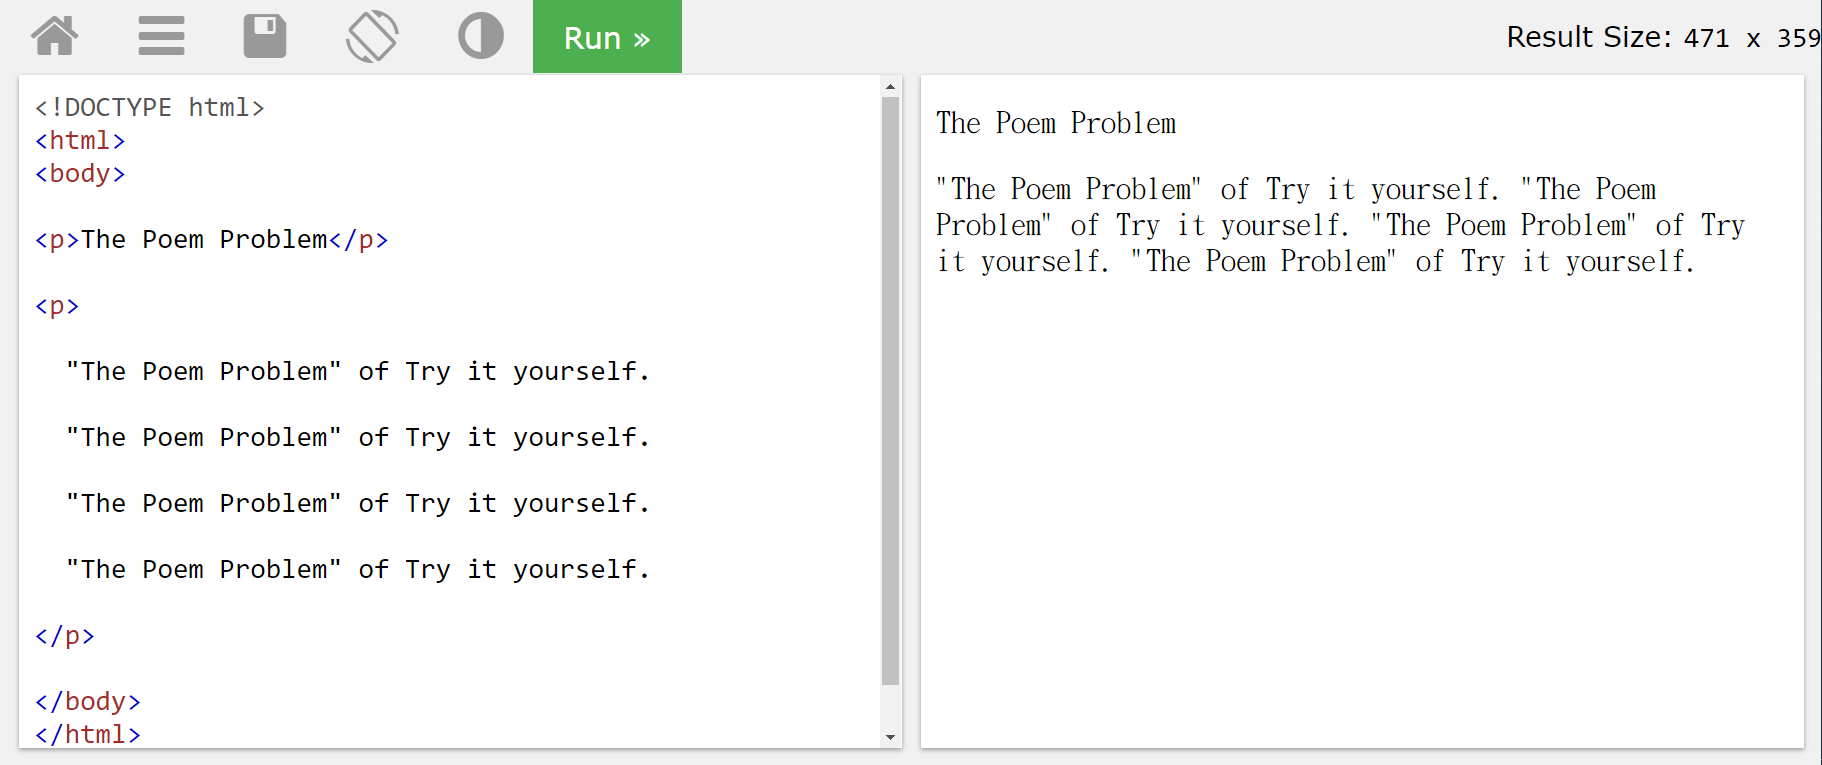 Run »
Result Size: 471 x 359
<!DOCTYPE html>
<html>
<body>
<p>The Poem Problem</p>
<p>
"The Poem Problem" of Try it yourself.
"The Poem Problem" of Try it yourself.
"The Poem Problem" of Try it yourself.
"The Poem Problem" of Try it yourself.
</p>
</body>
</html>
The Poem Problem
"The Poem Problem" of Try it yourself. "The Poem
Problem" of Try it yourself. "The Poem Problem" of Try
it yourself. "The Poem Problem" of Try it yourself.